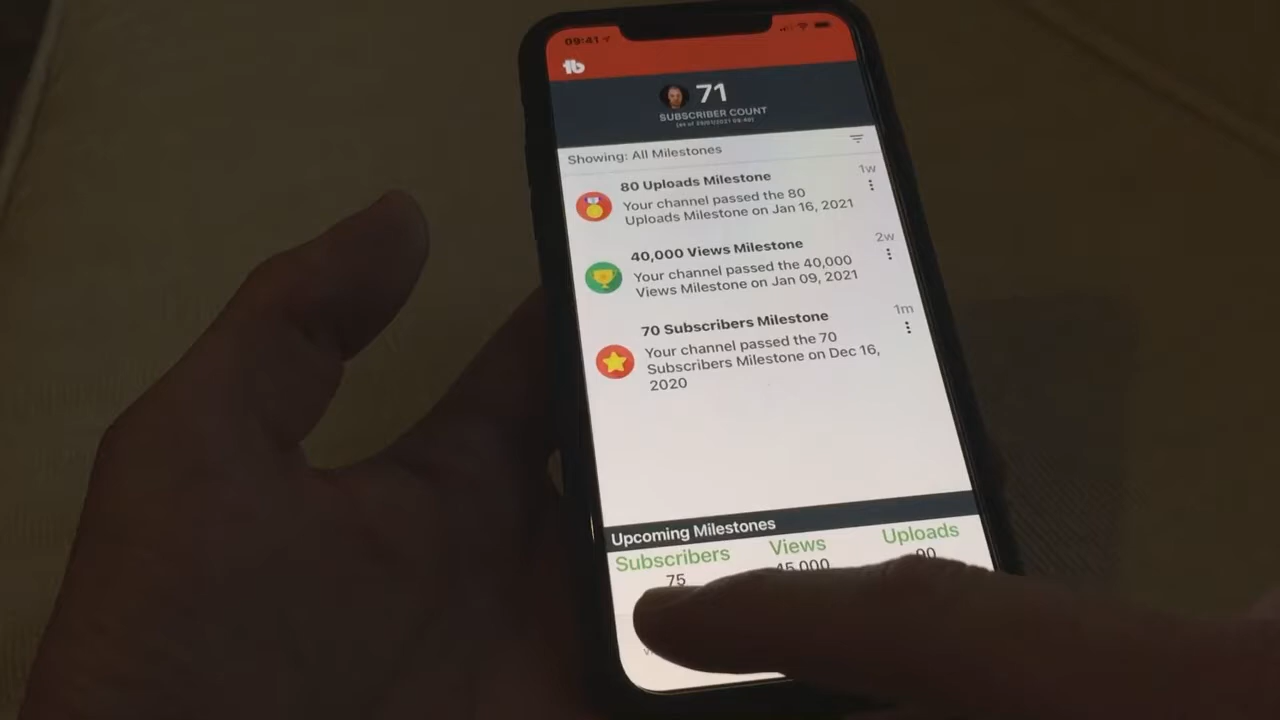 09:41
tb
71
SUBSCRIBER COUNT
Showing: All Milestones
80 Uploads Milestone
1w
Your channel passed the 80
Uploads Milestone on Jan 16, 2021
40,000 Views Milestone
2w
Your channel passed the 40,000
Views Milestone on Jan 09, 2021
70 Subscribers Milestone
1m
Your channel passed the 70
Subscribers Milestone on Dec 16,
2020
Upcoming Milestones
Subscribers Views Uploads
75 45,000 90